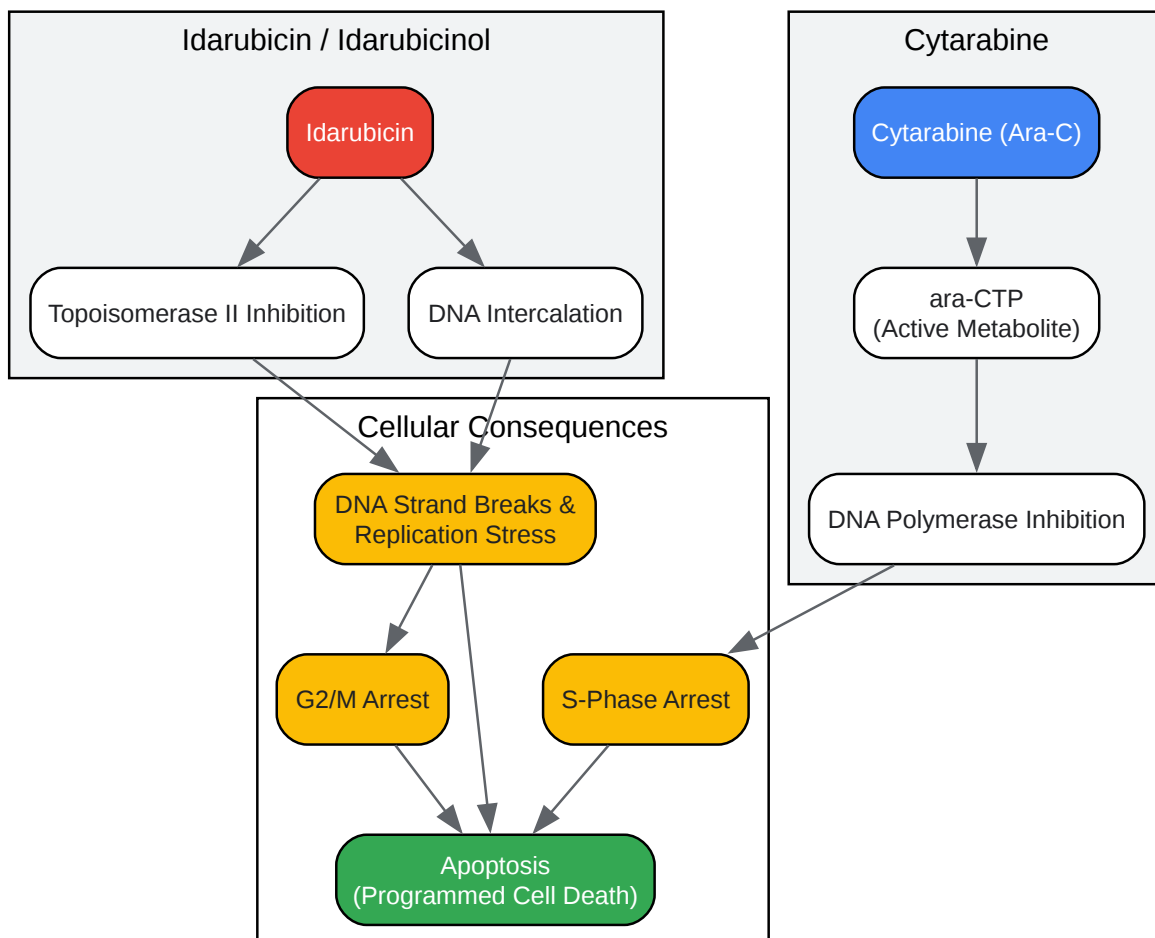 Idarubicin / Idarubicinol
Cytarabine
Idarubicin
Cytarabine (Ara-C)
Topoisomerase II Inhibition
DNA Intercalation
ara-CTP
(Active Metabolite)
Cellular Consequences
DNA Strand Breaks &
Replication Stress
DNA Polymerase Inhibition
G2/M Arrest
S-Phase Arrest
Apoptosis
(Programmed Cell Death)